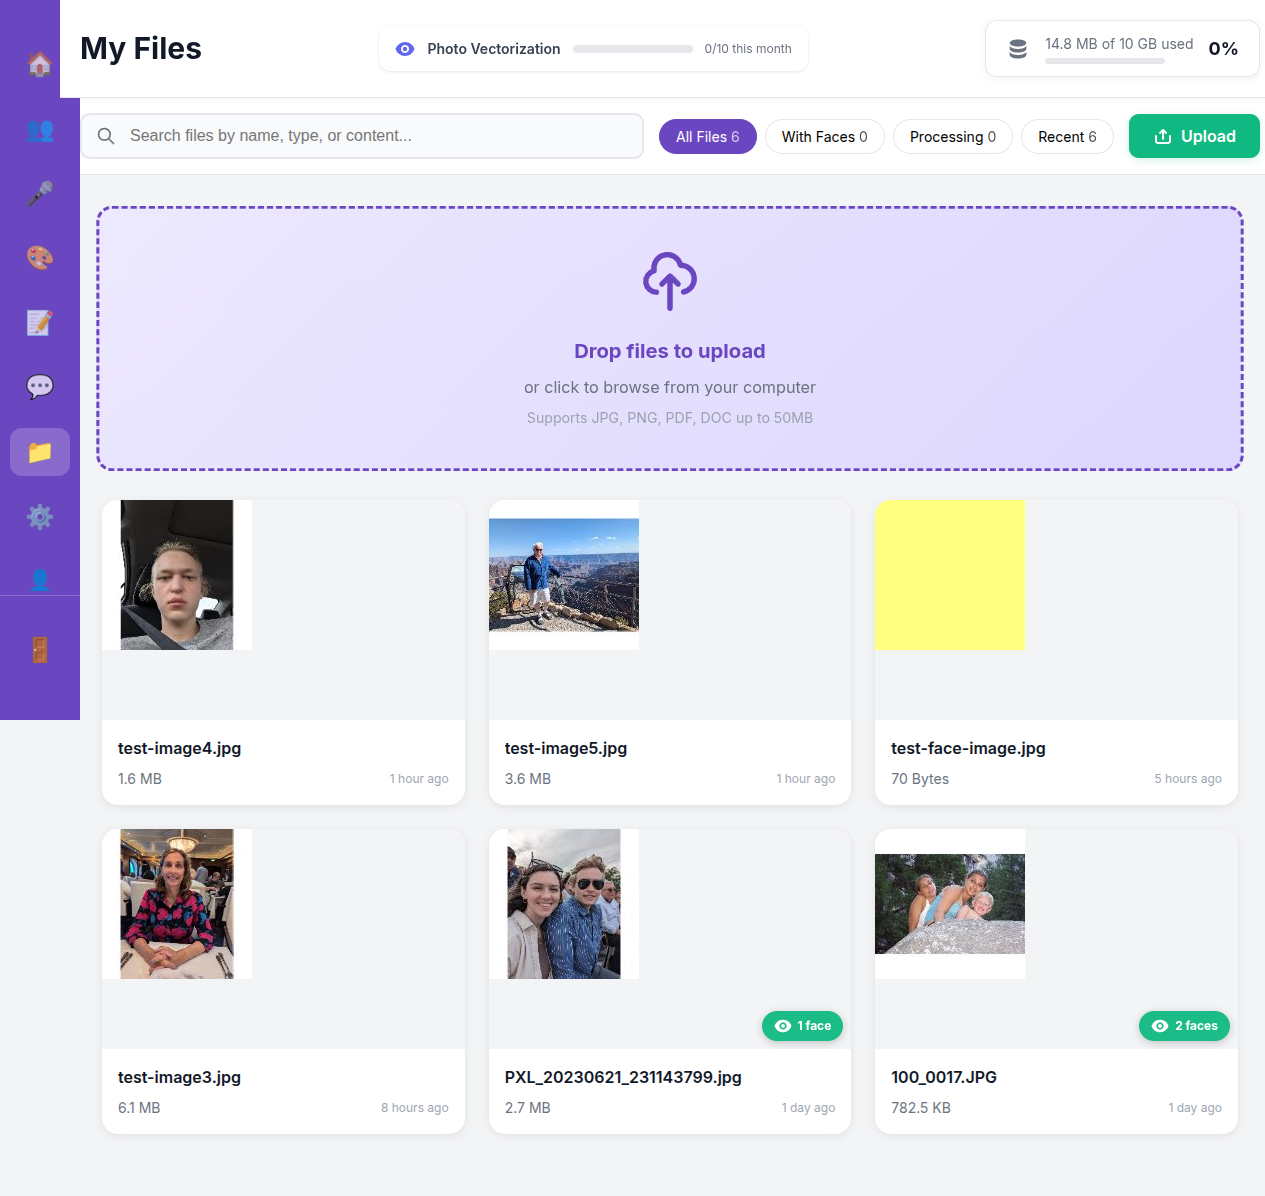 My Files
Photo Vectorization
0/10 this month
14.8 MB of 10 GB used
0%
Search files by name, type, or content...
All Files 6
With Faces 0
Processing 0
Recent 6
Upload
Drop files to upload
or click to browse from your computer
Supports JPG, PNG, PDF, DOC up to 50MB
test-image4.jpg
1.6 MB
1 hour ago
test-image5.jpg
3.6 MB
1 hour ago
test-face-image.jpg
70 Bytes
5 hours ago
1 face
2 faces
test-image3.jpg
6.1 MB
8 hours ago
PXL_20230621_231143799.jpg
2.7 MB
1 day ago
100_0017.JPG
782.5 KB
1 day ago